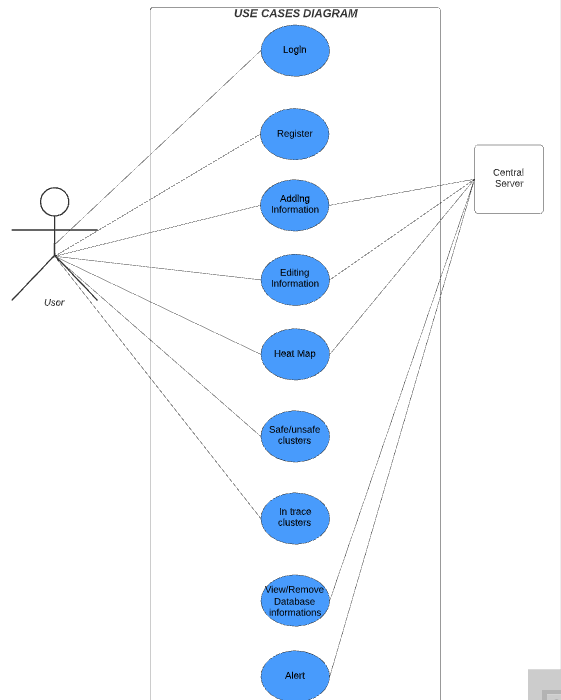 USE CASES DIAGRAM
Login
Register
Adding
Information
Central
Server
Editing
Information
User
Heat Map
Safe/unsafe
clusters
In trace
clusters
View/Remove
Database
informations
Alert